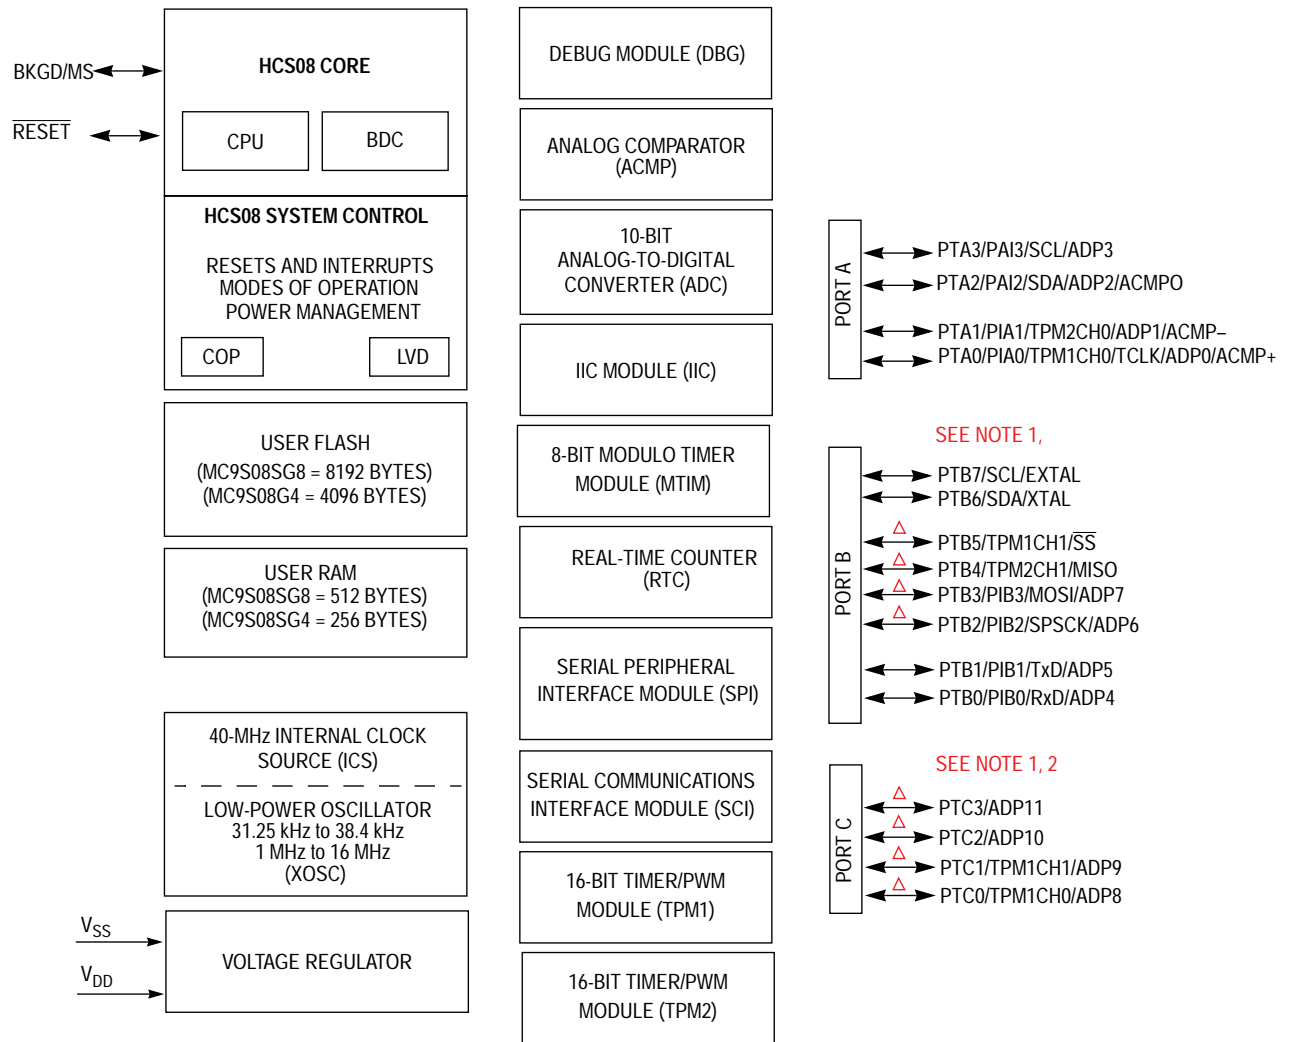 BKGD/MS
RESET
HCS08 CORE
CPU
BDC
HCS08 SYSTEM CONTROL
RESETS AND INTERRUPTS
MODES OF OPERATION
POWER MANAGEMENT
COP
LVD
USER FLASH
(MC9S08SG8 = 8192 BYTES)
(MC9S08G4 = 4096 BYTES)
USER RAM
(MC9S08SG8 = 512 BYTES)
(MC9S08SG4 = 256 BYTES)
40-MHz INTERNAL CLOCK
SOURCE (ICS)
LOW-POWER OSCILLATOR
31.25 kHz to 38.4 kHz
1 MHz to 16 MHz
(XOSC)
VSS
VDD
VOLTAGE REGULATOR
DEBUG MODULE (DBG)
ANALOG COMPARATOR
(ACMP)
10-BIT
ANALOG-TO-DIGITAL
CONVERTER (ADC)
IIC MODULE (IIC)
8-BIT MODULO TIMER
MODULE (MTIM)
REAL-TIME COUNTER
(RTC)
SERIAL PERIPHERAL
INTERFACE MODULE (SPI)
SERIAL COMMUNICATIONS
INTERFACE MODULE (SCI)
16-BIT TIMER/PWM
MODULE (TPM1)
16-BIT TIMER/PWM
MODULE (TPM2)
PORT A
PTA3/PAI3/SCL/ADP3
PTA2/PAI2/SDA/ADP2/ACMPO
PTA1/PIA1/TPM2CH0/ADP1/ACMP–
PTA0/PIA0/TPM1CH0/TCLK/ADP0/ACMP+
SEE NOTE 1,
PORT B
PTB7/SCL/EXTAL
PTB6/SDA/XTAL
PTB5/TPM1CH1/SS
PTB4/TPM2CH1/MISO
PTB3/PIB3/MOSI/ADP7
PTB2/PIB2/SPSCK/ADP6
PTB1/PIB1/TxD/ADP5
PTB0/PIB0/RxD/ADP4
SEE NOTE 1, 2
PORT C
PTC3/ADP11
PTC2/ADP10
PTC1/TPM1CH1/ADP9
PTC0/TPM1CH0/ADP8